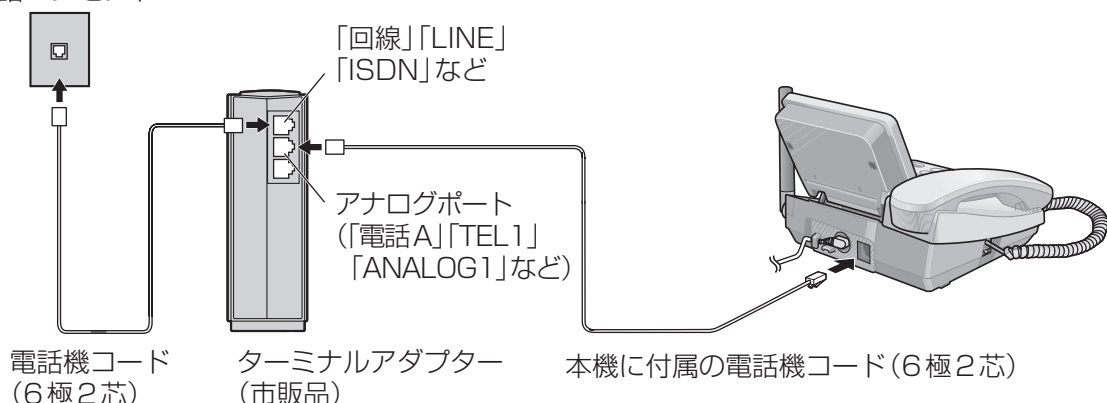 「回線」「LINE」
「ISDN」など
アナログポート
(「電話A」「TEL1」
「ANALOG1」など)
電話機コード
(6極2芯)
ターミナルアダプター
(市販品)
本機に付属の電話機コード(6極2芯)